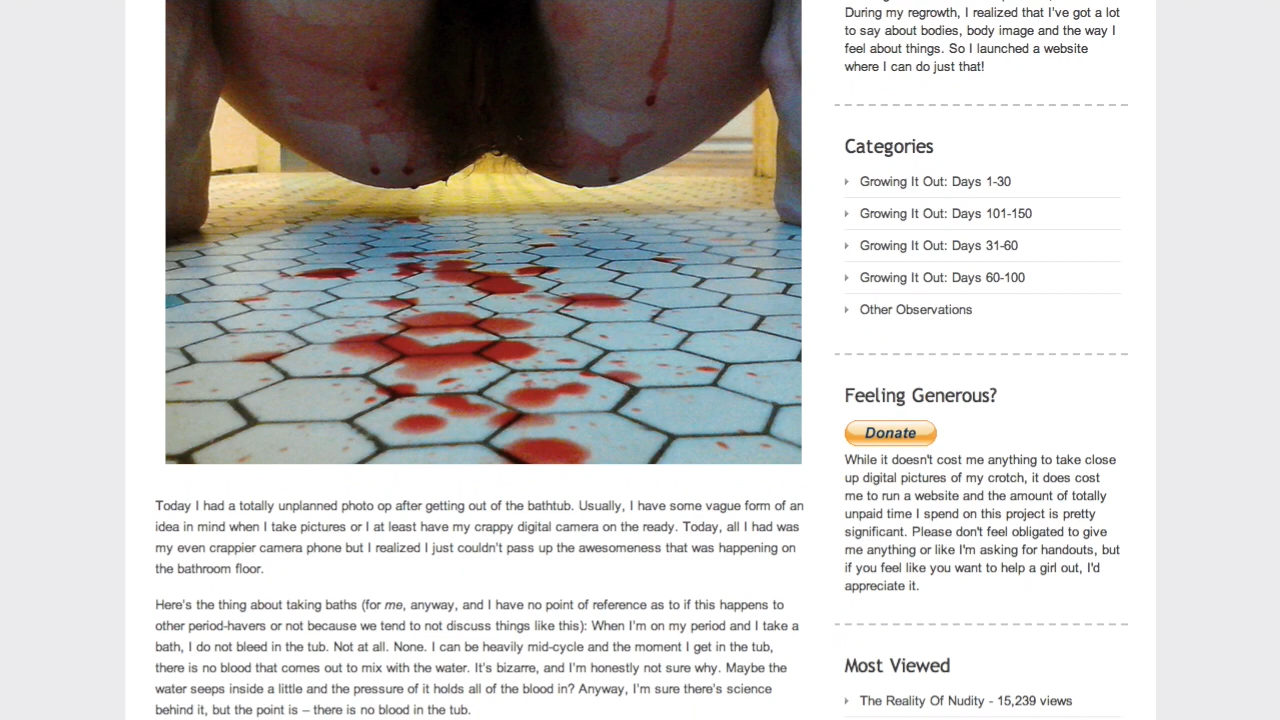 During my regrowth, I realized that I've got a lot
to say about bodies, body image and the way I
feel about things. So I launched a website
where I can do just that!
Categories
Growing It Out: Days 1-30
Growing It Out: Days 101-150
Growing It Out: Days 31-60
Growing It Out: Days 60-100
Other Observations
Feeling Generous?
Donate
While it doesn't cost me anything to take close
up digital pictures of my crotch, it does cost
me to run a website and the amount of totally
unpaid time I spend on this project is pretty
significant. Please don't feel obligated to give
me anything or like I'm asking for handouts, but
if you feel like you want to help a girl out, I'd
appreciate it.
Most Viewed
The Reality Of Nudity - 15,239 views
Today I had a totally unplanned photo op after getting out of the bathtub. Usually, I have some vague form of an
idea in mind when I take pictures or I at least have my crappy digital camera on the ready. Today, all I had was
my even crappier camera phone but I realized I just couldn't pass up the awesomeness that was happening on
the bathroom floor.
Here's the thing about taking baths (for me, anyway, and I have no point of reference as to if this happens to
other period-havers or not because we tend to not discuss things like this): When I'm on my period and I take a
bath, I do not bleed in the tub. Not at all. None. I can be heavily mid-cycle and the moment I get in the tub,
there is no blood that comes out to mix with the water. It's bizarre, and I'm honestly not sure why. Maybe the
water seeps inside a little and the pressure of it holds all of the blood in? Anyway, I'm sure there's science
behind it, but the point is – there is no blood in the tub.